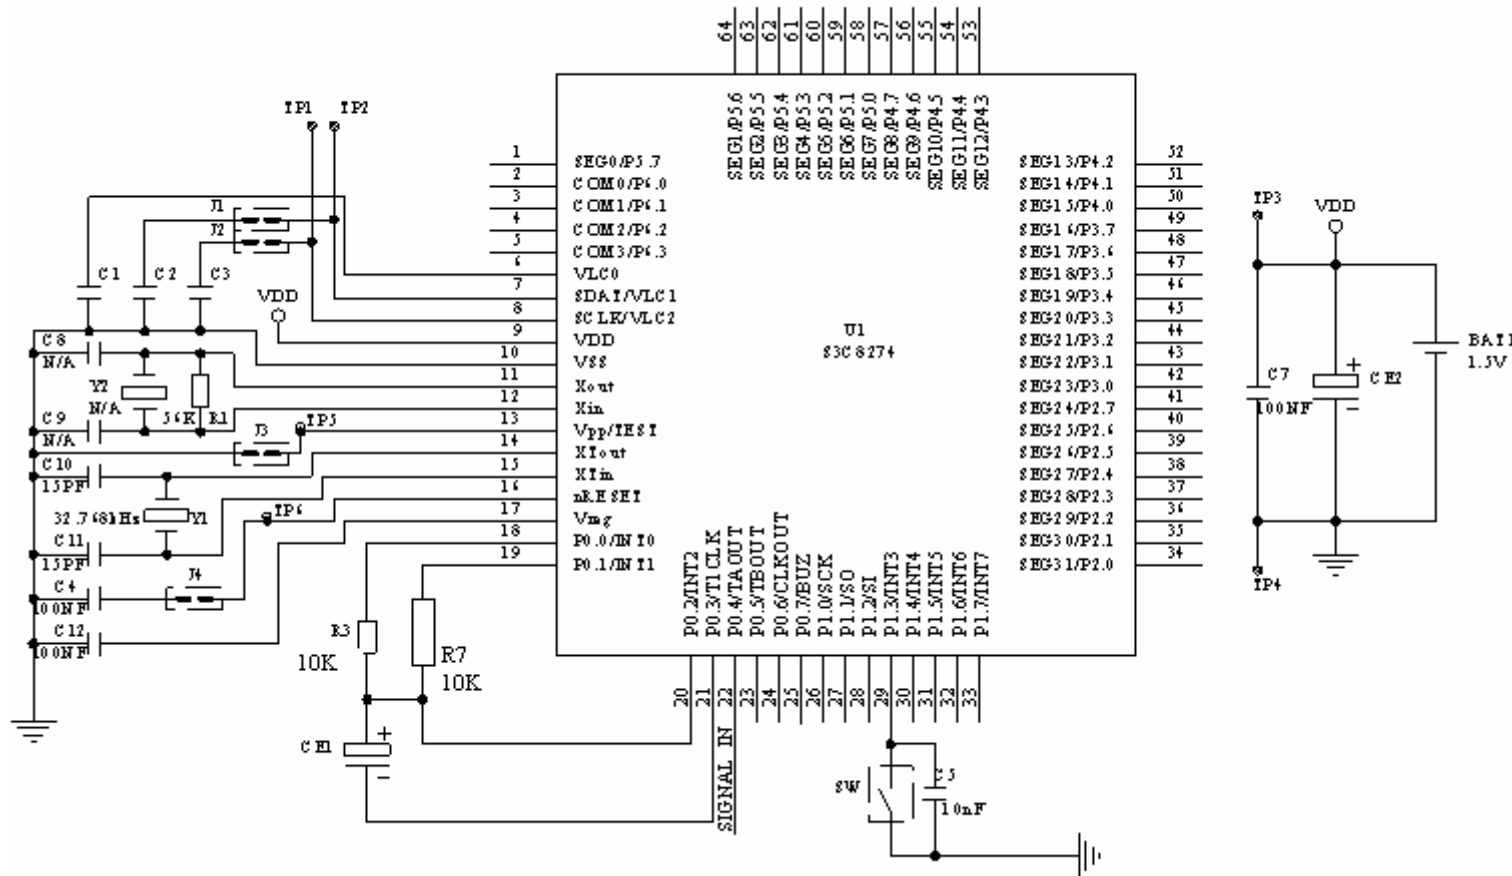 64 63 62 61 60 59 58 57 56 55 54 53
SEG1/P5.6
SEG2/P5.5
SEG3/P5.4
SEG4/P5.3
SEG5/P5.2
SEG6/P5.1
SEG7/P5.0
SEG8/P4.7
SEG9/P4.6
SEG10/P4.5
SEG11/P4.4
SEG12/P4.3
TP1 TP2
1 SEG0/P5.7
2 COM0/P6.0
3 COM1/P6.1
4 COM2/P6.2
5 COM3/P6.3
6 VLC0
7 SDAT/VLC1
8 SCLK/VLC2
9 VDD
10 VSS
11 Xout
12 Xin
13 Vpp/TEST
14 XTout
15 XTin
16 nRESET
17 Vreg
18 P0.0/INT0
19 P0.1/INT1
U1
S3C8274
SEG13/P4.2 52
SEG14/P4.1 51
SEG15/P4.0 50
SEG16/P3.7 49
SEG17/P3.6 48
SEG18/P3.5 47
SEG19/P3.4 46
SEG20/P3.3 45
SEG21/P3.2 44
SEG22/P3.1 43
SEG23/P3.0 42
SEG24/P2.7 41
SEG25/P2.6 40
SEG26/P2.5 39
SEG27/P2.4 38
SEG28/P2.3 37
SEG29/P2.2 36
SEG30/P2.1 35
SEG31/P2.0 34
J1
J2
C1 C2 C3
VDD
C8
N/A
Y2
N/A
56K R1
C9
N/A
J3
TP5
C10
15PF
32.768kHz Y1
TP6
C11
15PF
C4
100NF
J4
C12
100NF
R3
10K
R7
10K
CE1
+
−
P0.2/INT2
P0.3/T1CLK
P0.4/TAOUT
P0.5/TBOUT
P0.6/CLKOUT
P0.7/BUZ
P1.0/SCK
P1.1/SO
P1.2/SI
P1.3/INT3
P1.4/INT4
P1.5/INT5
P1.6/INT6
P1.7/INT7
20 21 22 23 24 25 26 27 28 29 30 31 32 33
SIGNAL IN
SW
C5
10nF
TP3
VDD
C7
100NF
+
CE2
−
BAT1
1.5V
TP4